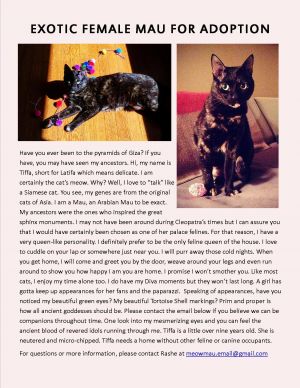 EXOTIC FEMALE MAU FOR ADOPTION
Have you ever been to the pyramids of Giza? If you
have, you may have seen my ancestors. Hi, my name is
Tiffa, short for Latifa which means delicate. I am
certainly the cat's meow. Why? Well, I love to "talk" like
a Siamese cat. You see, my genes are from the original
cats of Asia. I am a Mau, an Arabian Mau to be exact.
My ancestors were the ones who inspired the great
sphinx monuments. I may not have been around during Cleopatra's times but I can assure you
that I would have certainly been chosen as one of her palace felines. For that reason, I have a
very queen-like personality. I definitely prefer to be the only feline queen of the house. I love
to cuddle on your lap or somewhere just near you. I will purr away those cold nights. When
you get home, I will come and greet you by the door, weave around your legs and even run
around to show you how happy I am you are home. I promise I won't smother you. Like most
cats, I enjoy my time alone too. I do have my Diva moments but they won't last long. A girl has
gotta keep up appearances for her fans and the paparazzi.  Speaking of appearances, have you
noticed my beautiful green eyes? My beautiful Tortoise Shell markings? Prim and proper is
how all ancient goddesses should be. Please contact the email below if you believe we can be
companions throughout time. One look into my mesmerizing eyes and you can feel the
ancient blood of revered idols running through me. Tiffa is a little over nine years old. She is
neutered and micro-chipped. Tiffa needs a home without other feline or canine occupants.
For questions or more information, please contact Rashe at meowmau.email@gmail.com